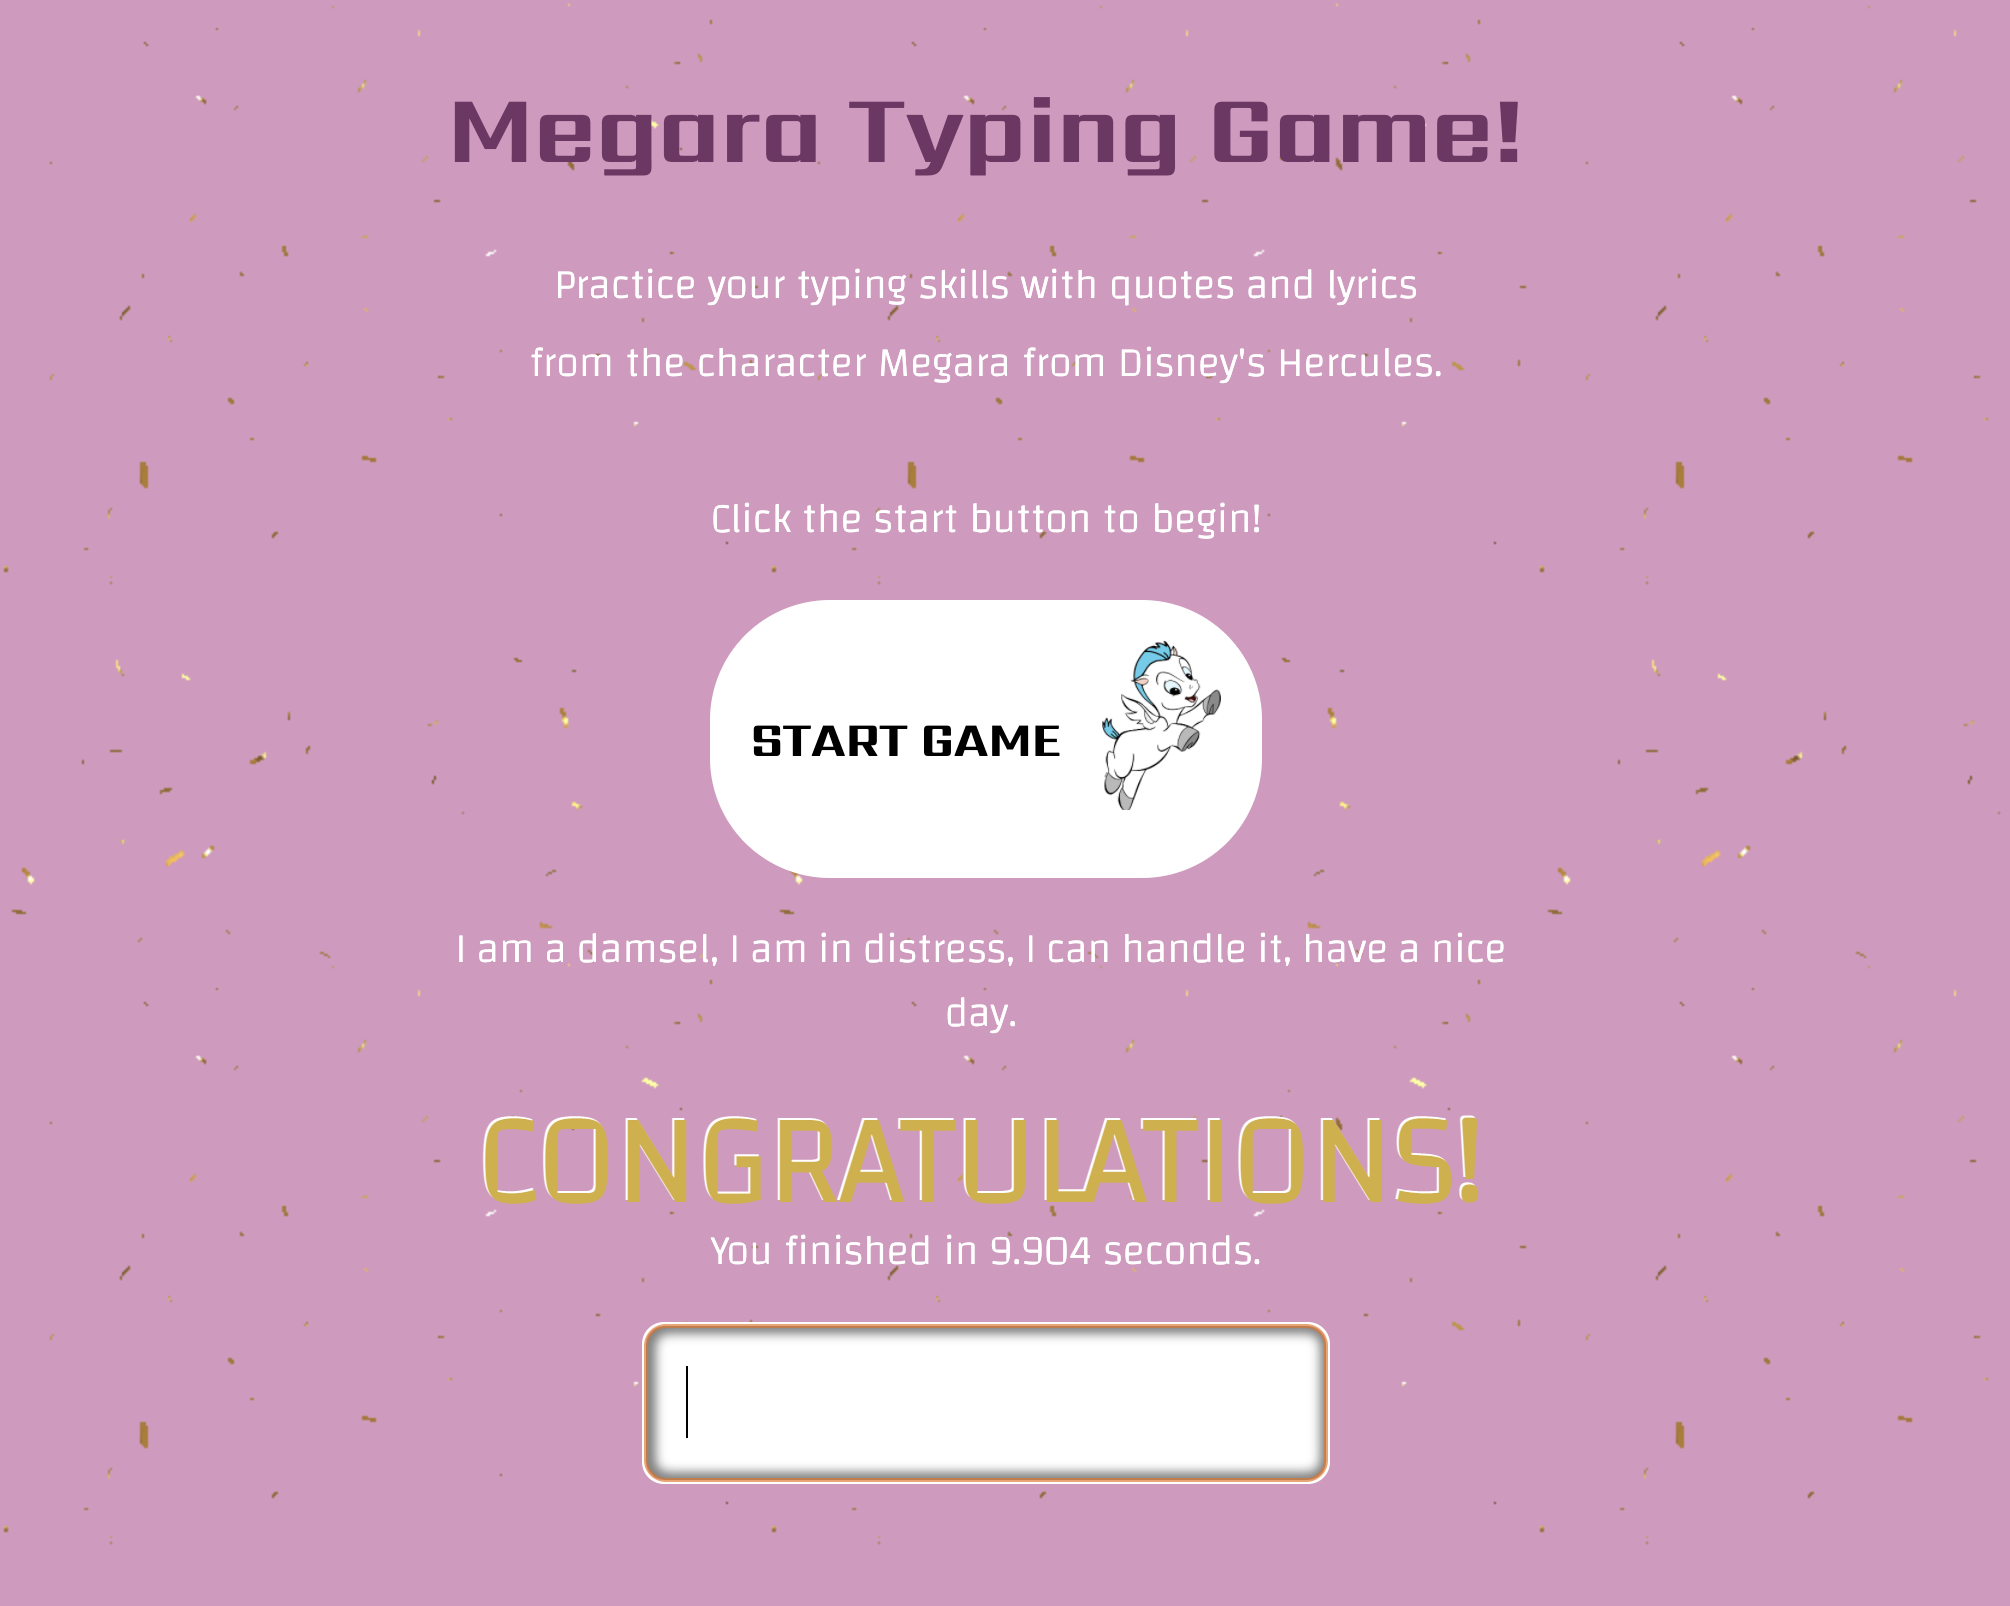 Megara Typing Game!
Practice your typing skills with quotes and lyrics
from the character Megara from Disney's Hercules.
Click the start button to begin!
START GAME
I am a damsel, I am in distress, I can handle it, have a nice
day.
CONGRATULATIONS!
You finished in 9.904 seconds.